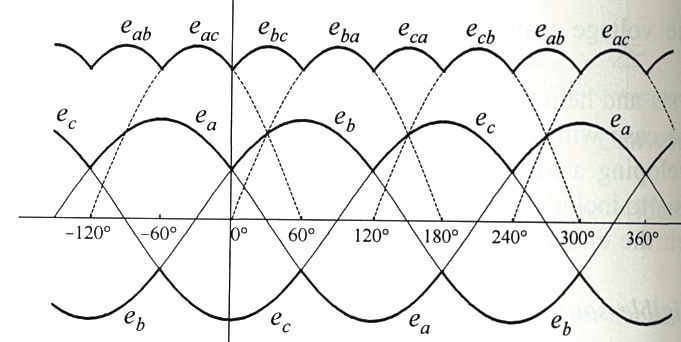 e_ab e_ac e_bc e_ba e_ca e_cb e_ab e_ac
e_c e_a e_b e_c e_a
−120° −60° 0° 60° 120° 180° 240° 300° 360°
e_b e_c e_a e_b